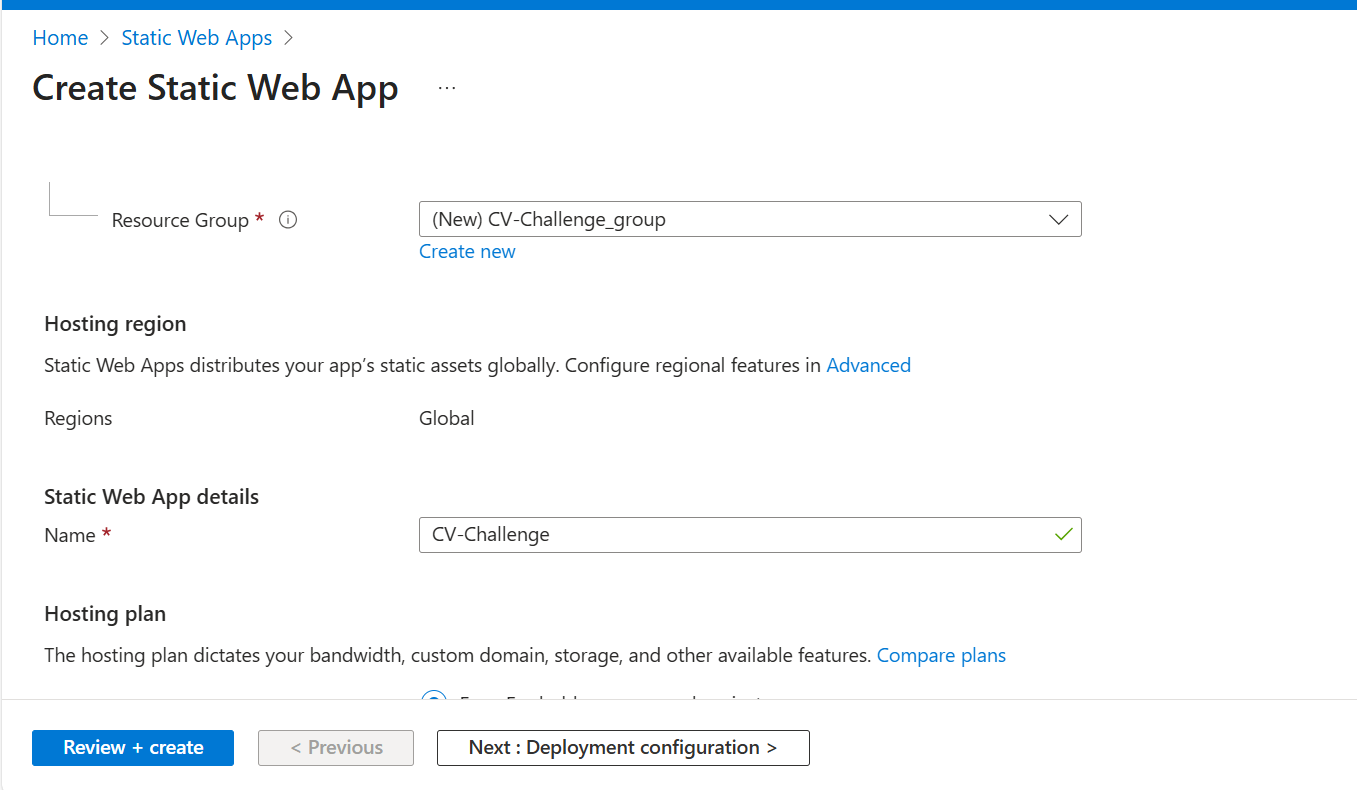 Home > Static Web Apps >
Create Static Web App ...
Resource Group * (New) CV-Challenge_group
Create new
Hosting region
Static Web Apps distributes your app’s static assets globally. Configure regional features in Advanced
Regions Global
Static Web App details
Name * CV-Challenge
Hosting plan
The hosting plan dictates your bandwidth, custom domain, storage, and other available features. Compare plans
Review + create < Previous Next : Deployment configuration >